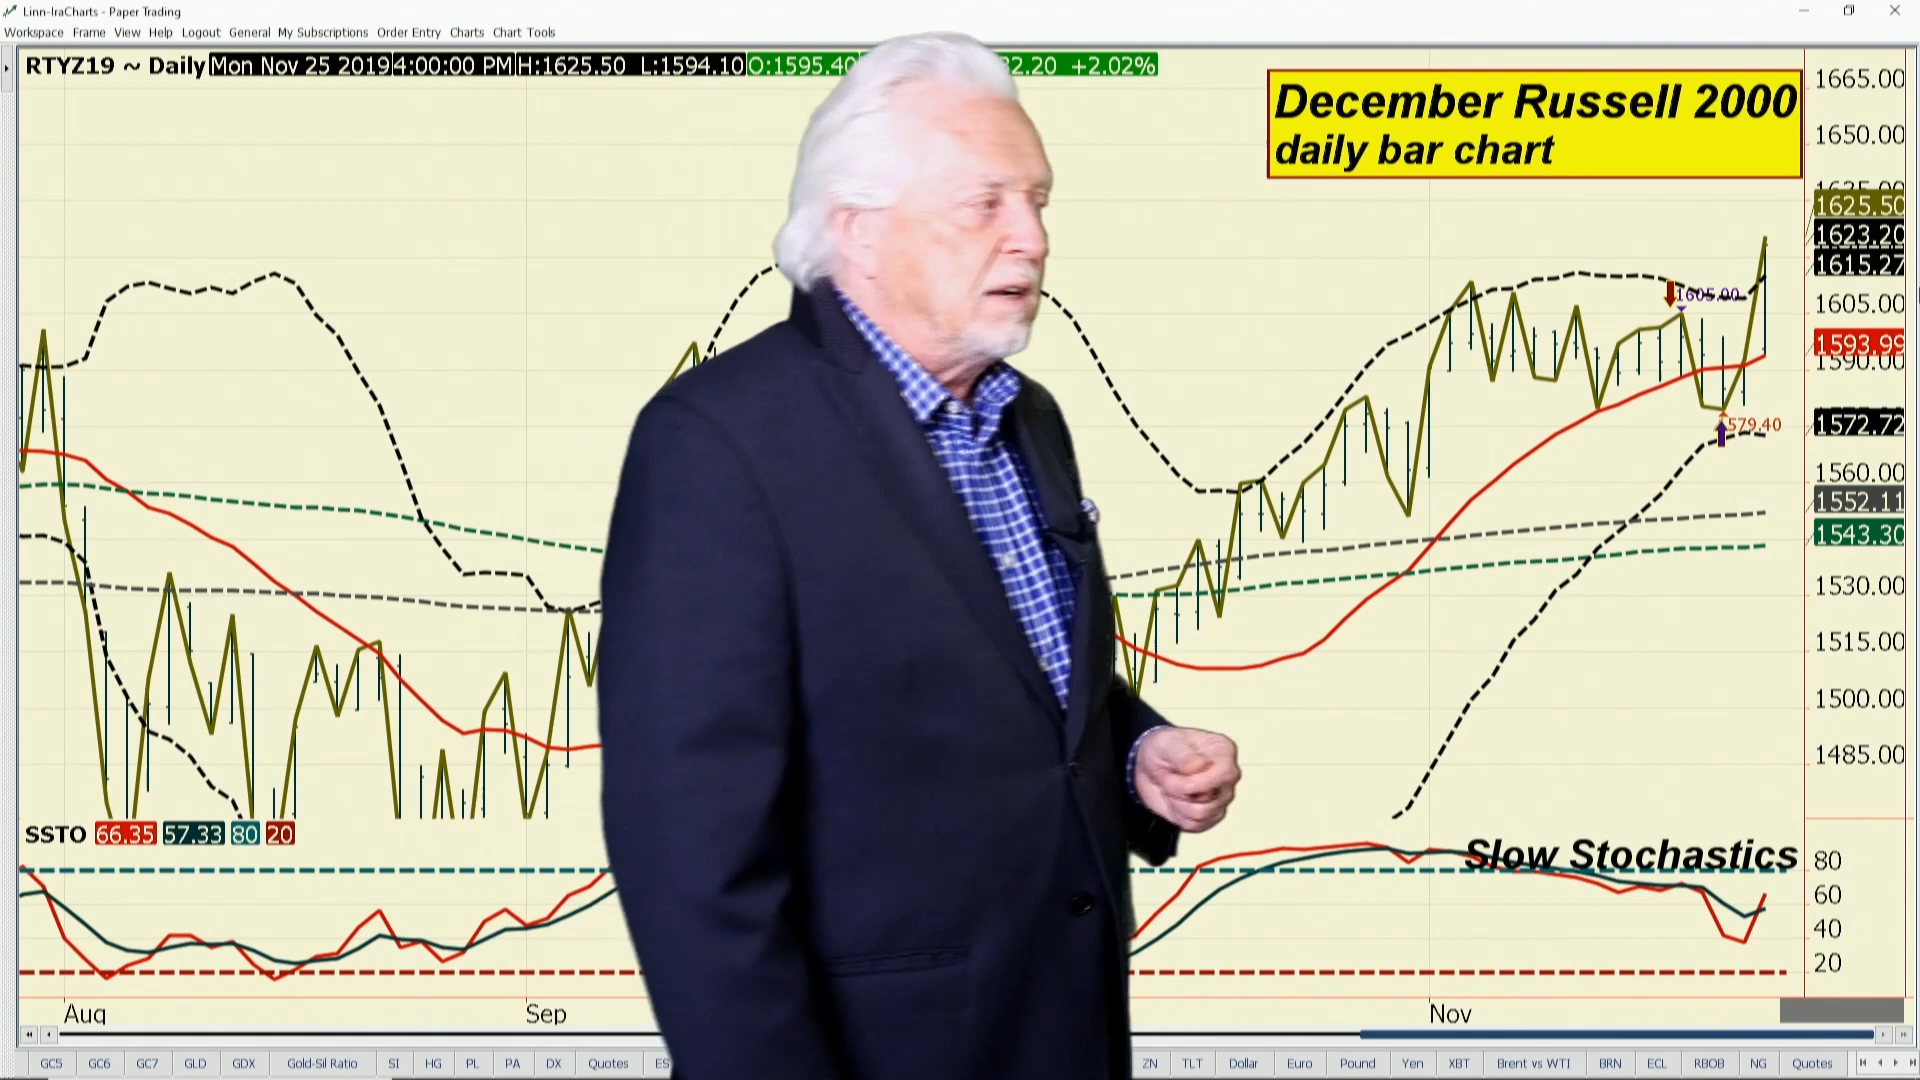 Linn-IraCharts - Paper Trading
Workspace Frame View Help Logout General My Subscriptions Order Entry Charts Chart Tools
RTYZ19 ~ Daily Mon Nov 25 2019 4:00:00 PM H:1625.50 L:1594.10 O:1595.40 2.20 +2.02%
December Russell 2000
daily bar chart
1665.00
1650.00
1625.50
1623.20
1615.27
1605.00
1605.00
1593.99
1590.00
579.40
1572.72
1560.00
1552.11
1543.30
1530.00
1515.00
1500.00
1485.00
SSTO 66.35 57.33 80 20
Slow Stochastics
80
60
40
20
Aug Sep Nov
GC5 GC6 GC7 GLD GDX Gold-Sil Ratio SI HG PL PA DX Quotes ES ZN TLT Dollar Euro Pound Yen XBT Brent vs WTI BRN ECL RBOB NG Quotes